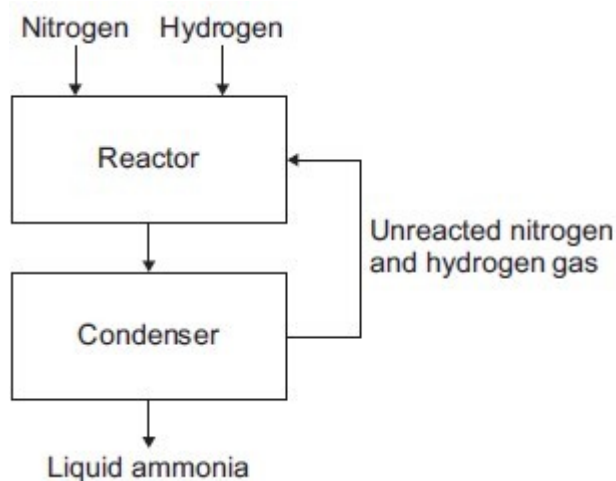 Nitrogen Hydrogen
Reactor
Unreacted nitrogen
and hydrogen gas
Condenser
Liquid ammonia